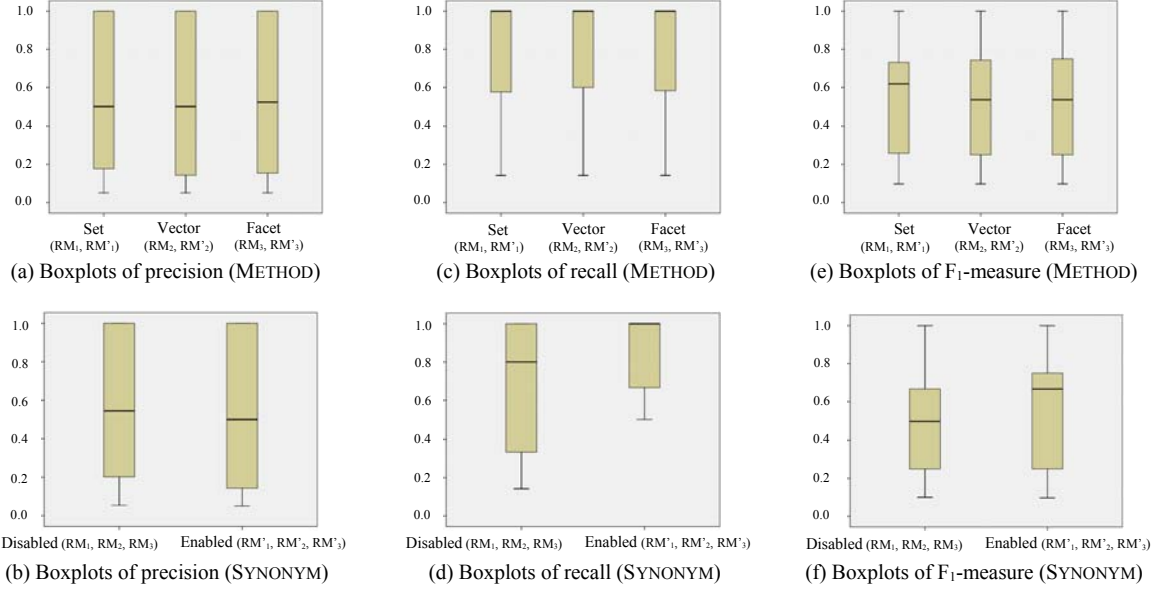 1.0
0.8
0.6
0.4
0.2
0.0
Set
(RM₁, RM'₁)
Vector
(RM₂, RM'₂)
Facet
(RM₃, RM'₃)
(a) Boxplots of precision (METHOD)
1.0
0.8
0.6
0.4
0.2
0.0
Set
(RM₁, RM'₁)
Vector
(RM₂, RM'₂)
Facet
(RM₃, RM'₃)
(c) Boxplots of recall (METHOD)
1.0
0.8
0.6
0.4
0.2
0.0
Set
(RM₁, RM'₁)
Vector
(RM₂, RM'₂)
Facet
(RM₃, RM'₃)
(e) Boxplots of F₁-measure (METHOD)
1.0
0.8
0.6
0.4
0.2
0.0
Disabled (RM₁, RM₂, RM₃)
Enabled (RM'₁, RM'₂, RM'₃)
(b) Boxplots of precision (SYNONYM)
1.0
0.8
0.6
0.4
0.2
0.0
Disabled (RM₁, RM₂, RM₃)
Enabled (RM'₁, RM'₂, RM'₃)
(d) Boxplots of recall (SYNONYM)
1.0
0.8
0.6
0.4
0.2
0.0
Disabled (RM₁, RM₂, RM₃)
Enabled (RM'₁, RM'₂, RM'₃)
(f) Boxplots of F₁-measure (SYNONYM)